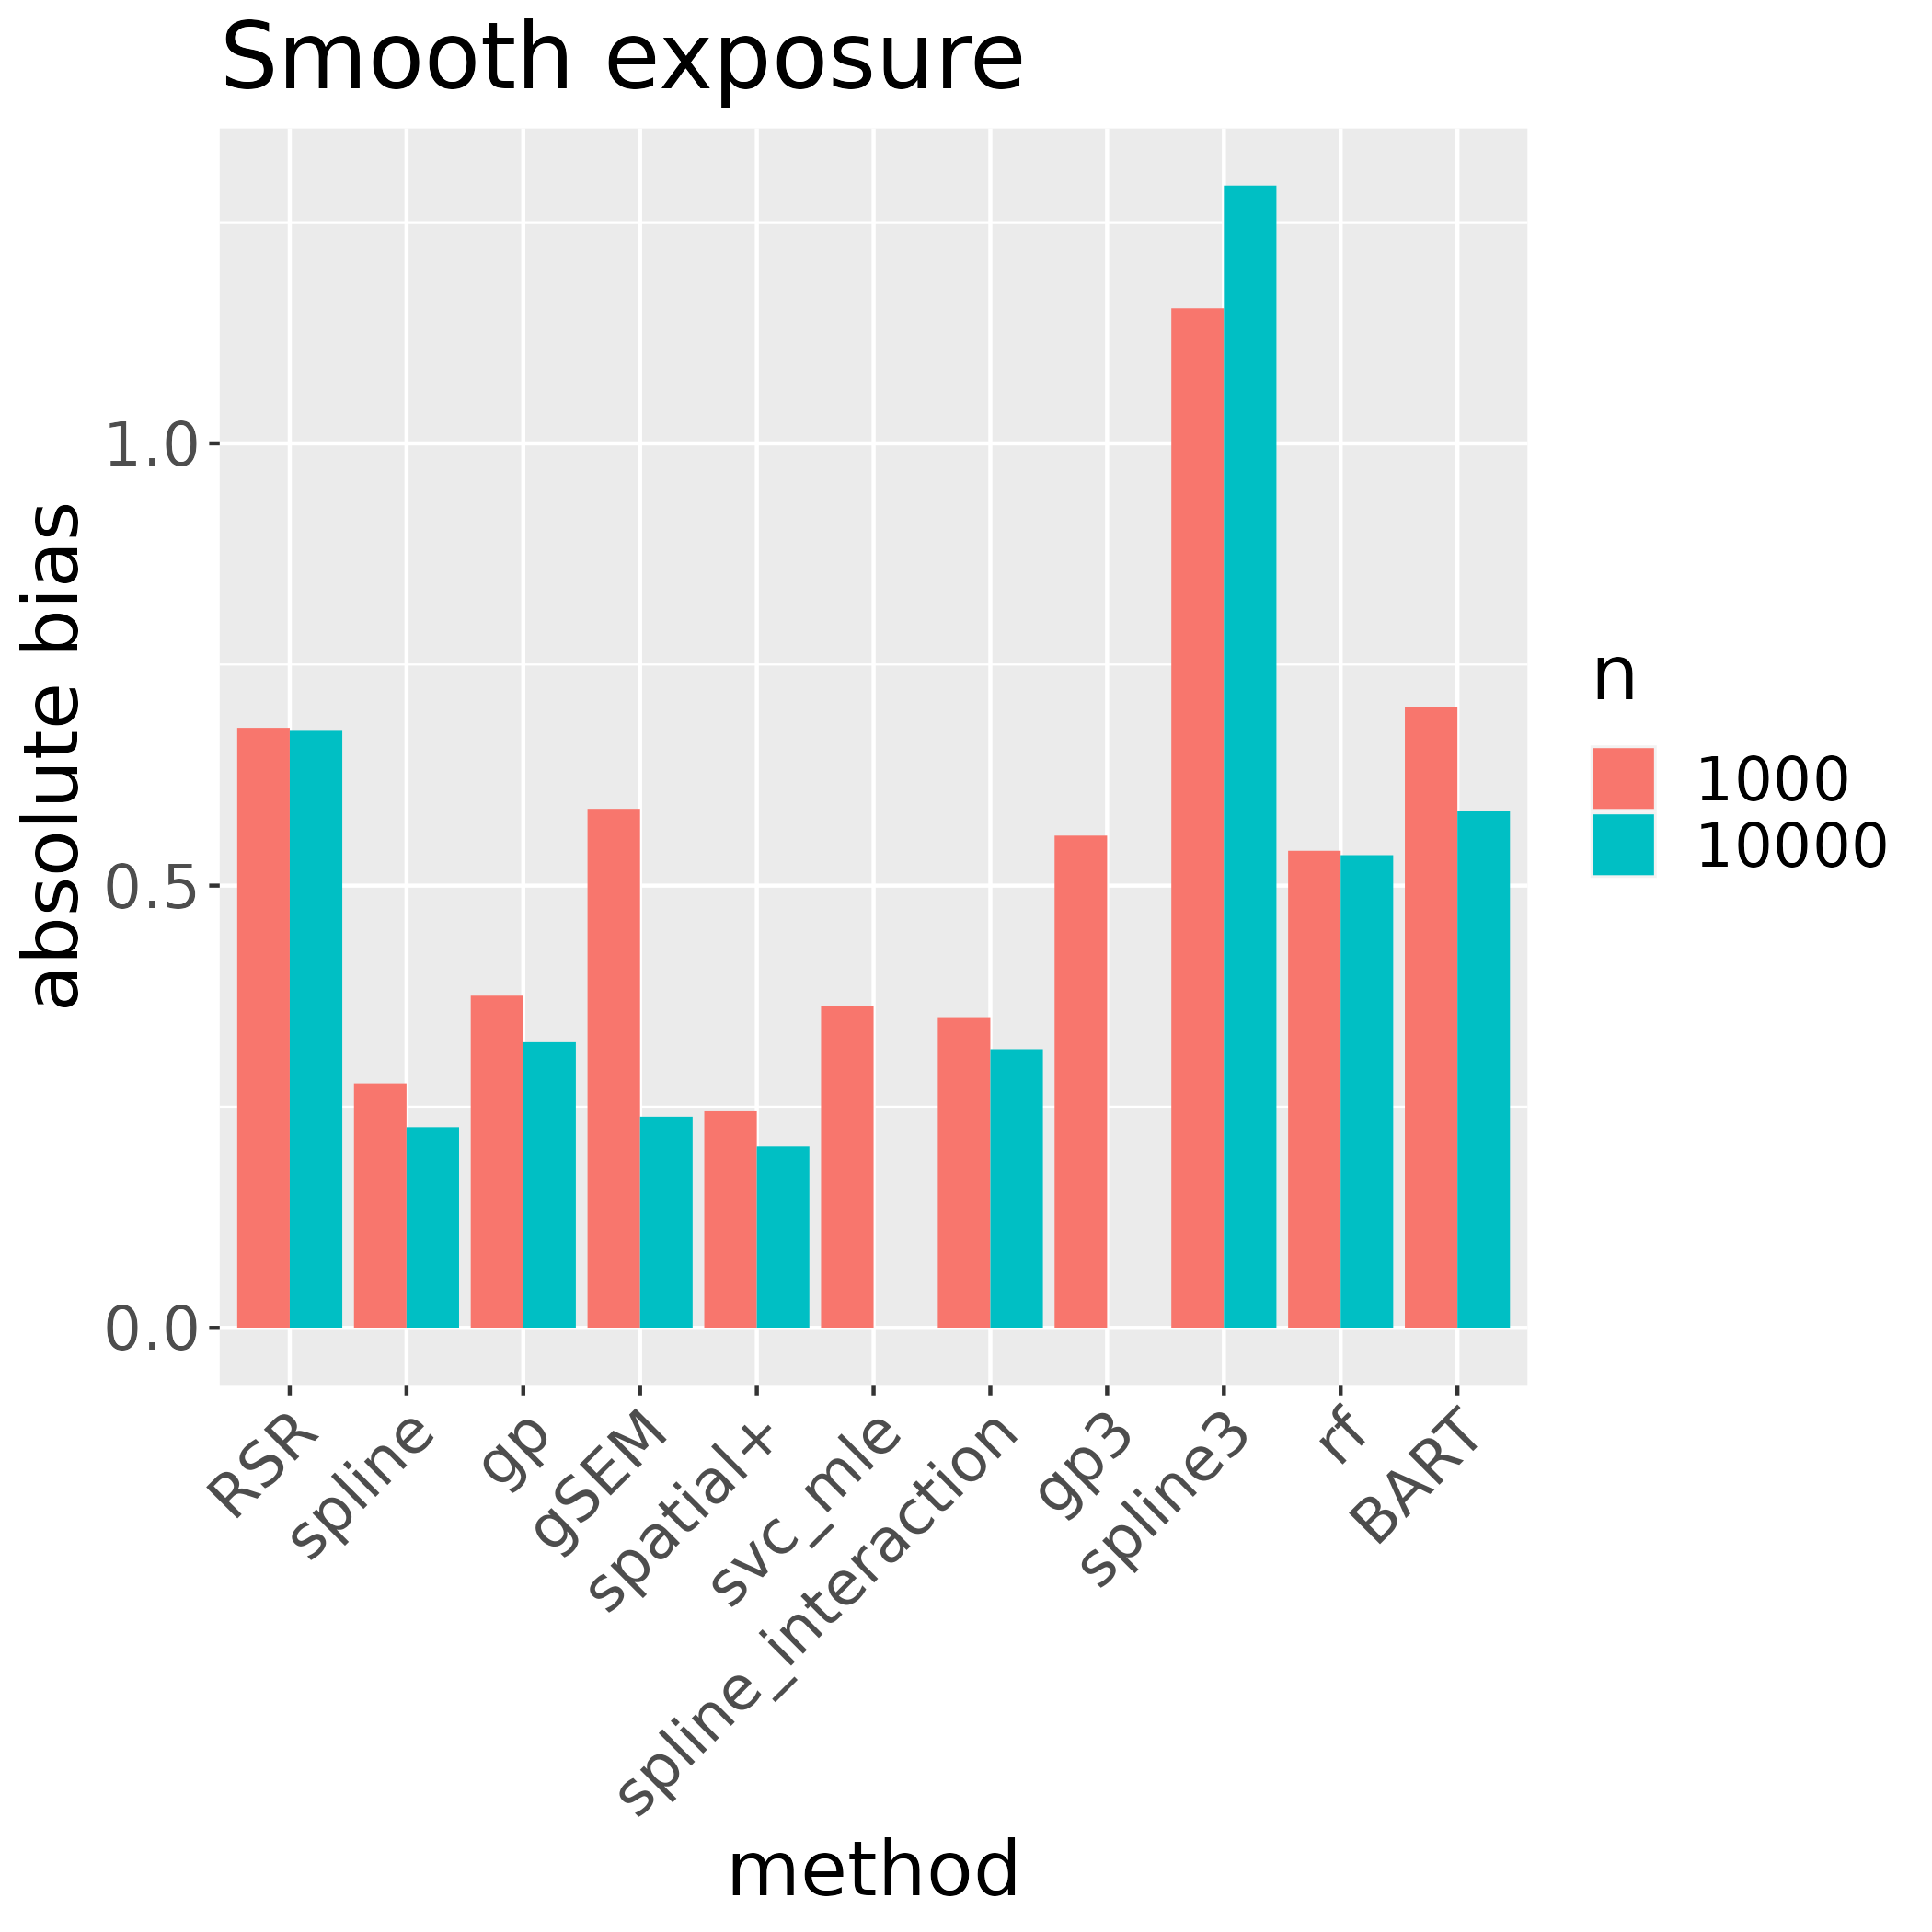 Smooth exposure
absolute bias
1.0
0.5
0.0
RSR
spline
gp
gSEM
spatial+
svc_mle
spline_interaction
gp3
spline3
rf
BART
method
n
1000
10000